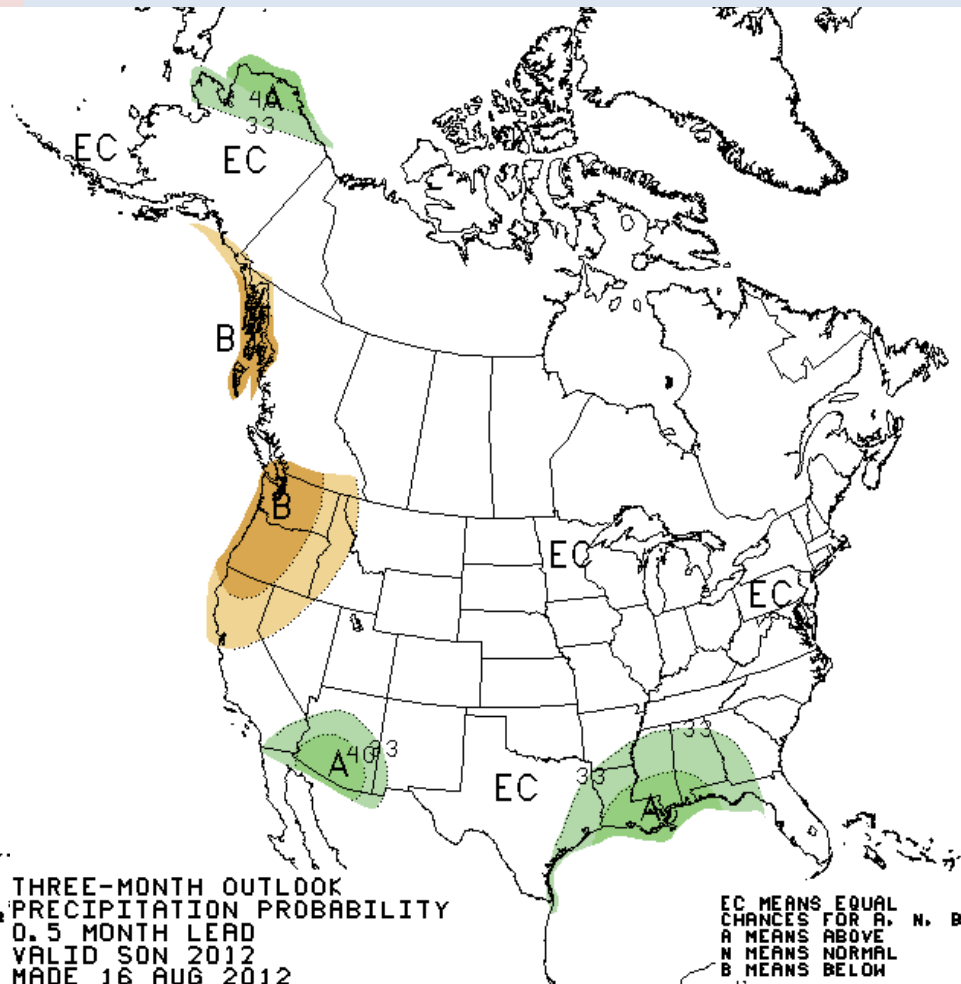 A
40
33
EC
EC
B
B
EC
EC
A
40
33
33
33
EC
A
THREE-MONTH OUTLOOK
PRECIPITATION PROBABILITY
0.5 MONTH LEAD
VALID SON 2012
MADE 16 AUG 2012
EC MEANS EQUAL
CHANCES FOR A, N, B
A MEANS ABOVE
N MEANS NORMAL
B MEANS BELOW